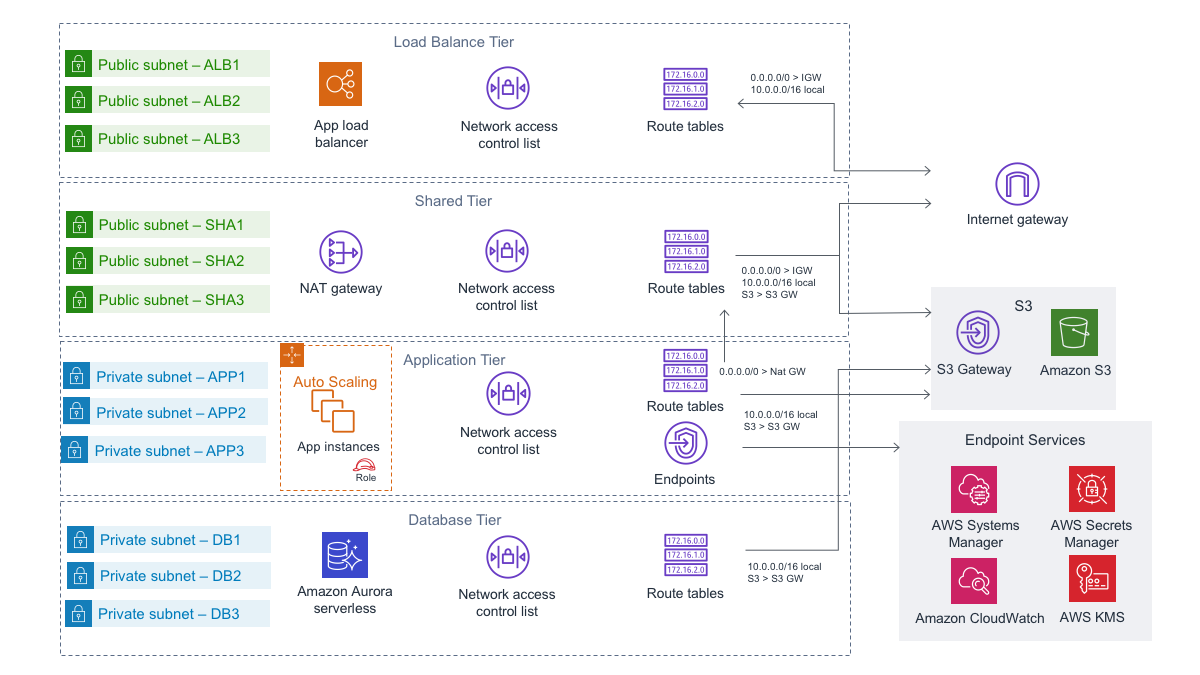 Load Balance Tier
Public subnet – ALB1
Public subnet – ALB2
Public subnet – ALB3
App load
balancer
Network access
control list
172.16.0.0
172.16.1.0
172.16.2.0
Route tables
0.0.0.0/0 > IGW
10.0.0.0/16 local
Internet gateway
Shared Tier
Public subnet – SHA1
Public subnet – SHA2
Public subnet – SHA3
NAT gateway
Network access
control list
172.16.0.0
172.16.1.0
172.16.2.0
Route tables
0.0.0.0/0 > IGW
10.0.0.0/16 local
S3 > S3 GW
S3
S3 Gateway
Amazon S3
Application Tier
Private subnet – APP1
Private subnet – APP2
Private subnet – APP3
Auto Scaling
App instances
Role
Network access
control list
172.16.0.0
172.16.1.0
172.16.2.0
Route tables
0.0.0.0/0 > Nat GW
10.0.0.0/16 local
S3 > S3 GW
Endpoints
Endpoint Services
AWS Systems
Manager
AWS Secrets
Manager
Amazon CloudWatch
AWS KMS
Database Tier
Private subnet – DB1
Private subnet – DB2
Private subnet – DB3
Amazon Aurora
serverless
Network access
control list
172.16.0.0
172.16.1.0
172.16.2.0
Route tables
10.0.0.0/16 local
S3 > S3 GW